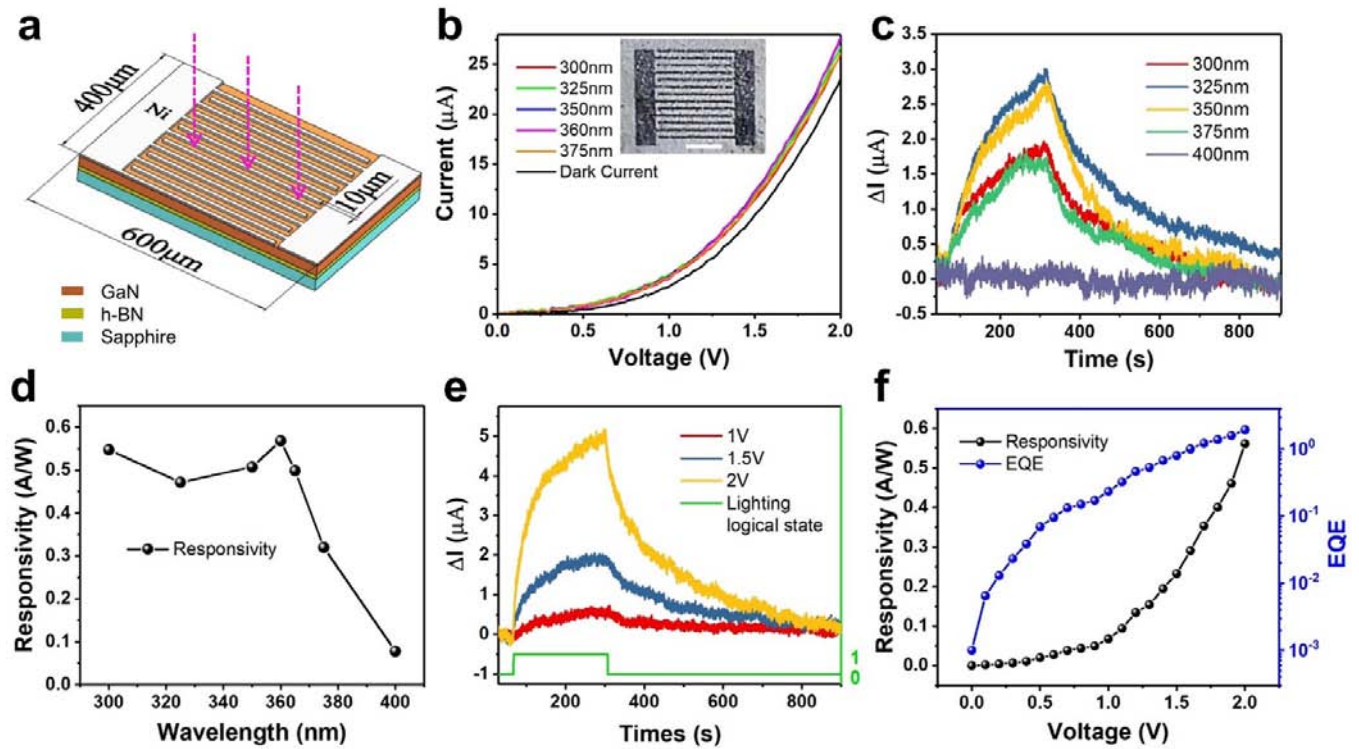 a
400μm
Ni
10μm
600μm
GaN
h-BN
Sapphire
b
25
20
15
10
5
0
300nm
325nm
350nm
360nm
375nm
Dark Current
Current (μA)
0.0 0.5 1.0 1.5 2.0
Voltage (V)
c
3.5
3.0
2.5
2.0
1.5
1.0
0.5
0.0
-0.5
300nm
325nm
350nm
375nm
400nm
ΔI (μA)
200 400 600 800
Time (s)
d
0.6
0.5
0.4
0.3
0.2
0.1
0.0
Responsivity
Responsivity (A/W)
300 320 340 360 380 400
Wavelength (nm)
e
5
4
3
2
1
0
-1
1V
1.5V
2V
Lighting
logical state
1
0
ΔI (μA)
200 400 600 800
Times (s)
f
0.6
0.5
0.4
0.3
0.2
0.1
0.0
Responsivity
EQE
Responsivity (A/W)
10⁰
10⁻¹
10⁻²
10⁻³
EQE
0.0 0.5 1.0 1.5 2.0
Voltage (V)